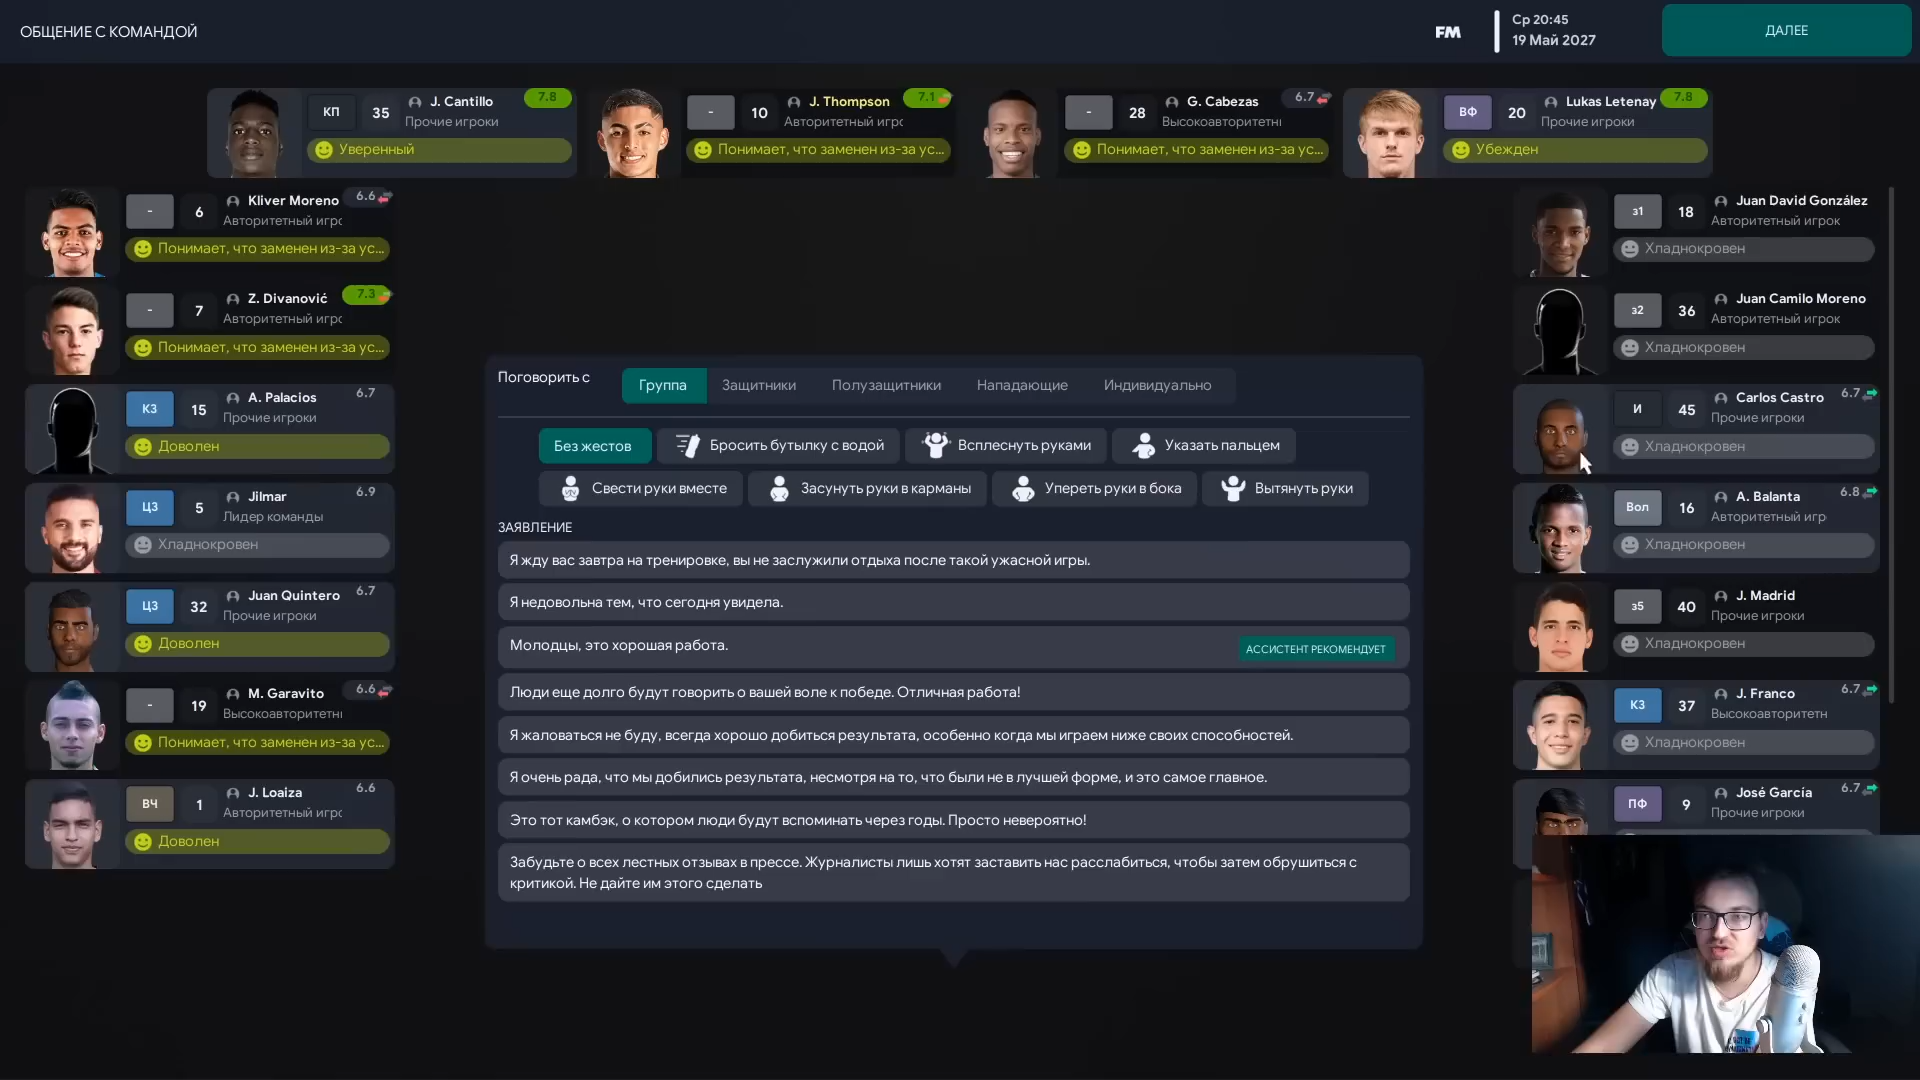 ОБЩЕНИЕ С КОМАНДОЙ
FM
Ср 20:45
19 Май 2027
ДАЛЕЕ
КП 35 J. Cantillo 7.8
Прочие игроки
Уверенный
- 10 J. Thompson 7.1
Авторитетный игрс
Понимает, что заменен из-за ус...
- 28 G. Cabezas 6.7
Высокоавторитетн
Понимает, что заменен из-за ус...
ВФ 20 Lukas Letenay 7.8
Прочие игроки
Убежден
- 6 Kliver Moreno 6.6
Авторитетный игрс
Понимает, что заменен из-за ус...
- 7 Z. Divanović 7.3
Авторитетный игрс
Понимает, что заменен из-за ус...
КЗ 15 A. Palacios 6.7
Прочие игроки
Доволен
ЦЗ 5 Jilmar 6.9
Лидер команды
Хладнокровен
ЦЗ 32 Juan Quintero 6.7
Прочие игроки
Доволен
- 19 M. Garavito 6.6
Высокоавторитетн
Понимает, что заменен из-за ус...
ВЧ 1 J. Loaiza 6.6
Авторитетный игрс
Доволен
Поговорить с
Группа Защитники Полузащитники Нападающие Индивидуально
Без жестов Бросить бутылку с водой Всплеснуть руками Указать пальцем
Свести руки вместе Засунуть руки в карманы Упереть руки в бока Вытянуть руки
ЗАЯВЛЕНИЕ
Я жду вас завтра на тренировке, вы не заслужили отдыха после такой ужасной игры.
Я недовольна тем, что сегодня увидела.
Молодцы, это хорошая работа. АССИСТЕНТ РЕКОМЕНДУЕТ
Люди еще долго будут говорить о вашей воле к победе. Отличная работа!
Я жаловаться не буду, всегда хорошо добиться результата, особенно когда мы играем ниже своих способностей.
Я очень рада, что мы добились результата, несмотря на то, что были не в лучшей форме, и это самое главное.
Это тот камбэк, о котором люди будут вспоминать через годы. Просто невероятно!
Забудьте о всех лестных отзывах в прессе. Журналисты лишь хотят заставить нас расслабиться, чтобы затем обрушиться с
критикой. Не дайте им этого сделать
з1 18 Juan David González
Авторитетный игрок
Хладнокровен
з2 36 Juan Camilo Moreno
Авторитетный игрок
Хладнокровен
И 45 Carlos Castro 6.7
Прочие игроки
Хладнокровен
Вол 16 A. Balanta 6.8
Авторитетный игр
Хладнокровен
з5 40 J. Madrid
Прочие игроки
Хладнокровен
КЗ 37 J. Franco 6.7
Высокоавторитетн
Хладнокровен
ПФ 9 José García 6.7
Прочие игроки